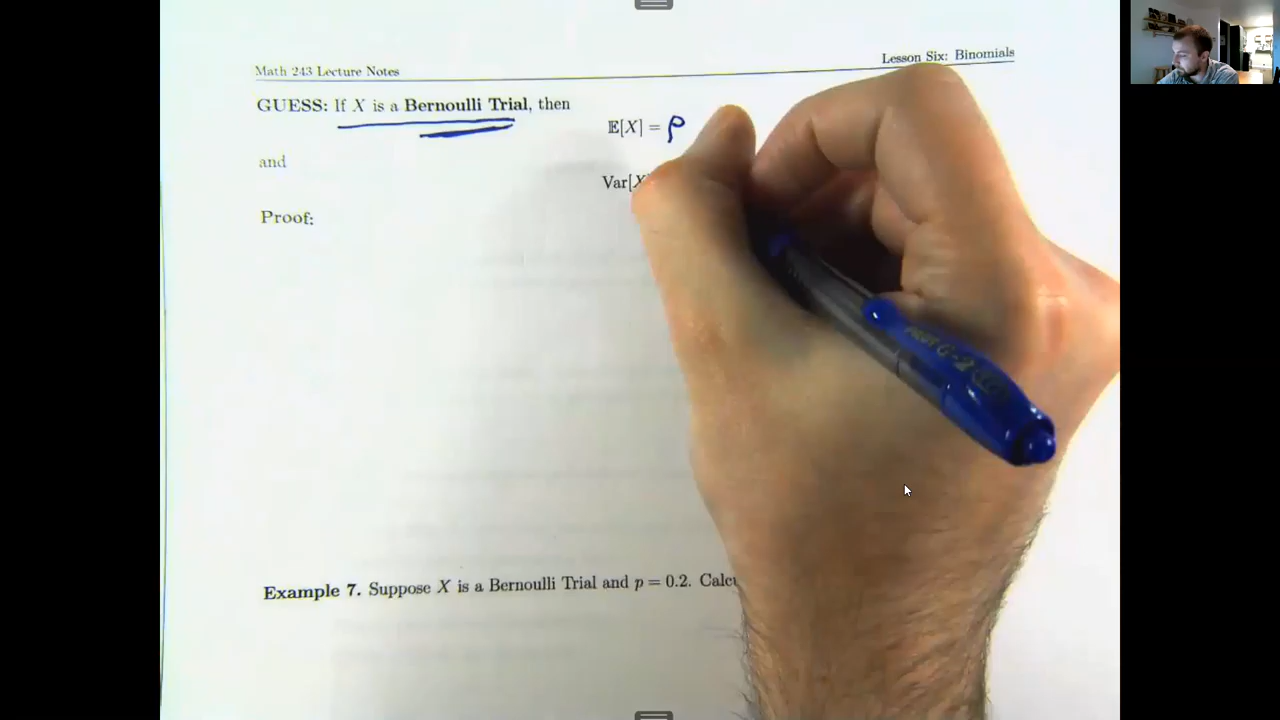 Math 243 Lecture Notes
Lesson Six: Binomials
GUESS: If X is a Bernoulli Trial, then
𝔼[X] = p
and
Var[X
Proof:
Example 7. Suppose X is a Bernoulli Trial and p = 0.2.